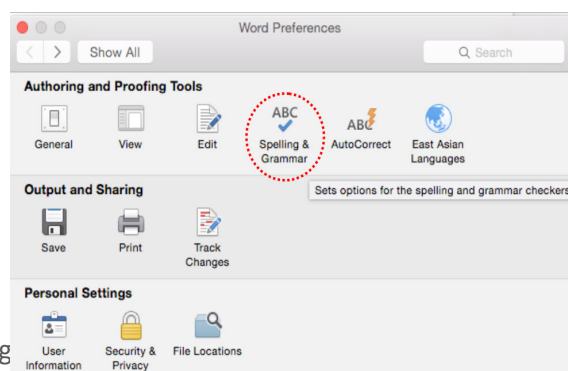 Word Preferences
Show All
Search
Authoring and Proofing Tools
ABC
ABC
General View Edit Spelling & Grammar AutoCorrect East Asian Languages
Output and Sharing
Sets options for the spelling and grammar checkers
Save Print Track Changes
Personal Settings
User Information Security & Privacy File Locations
g